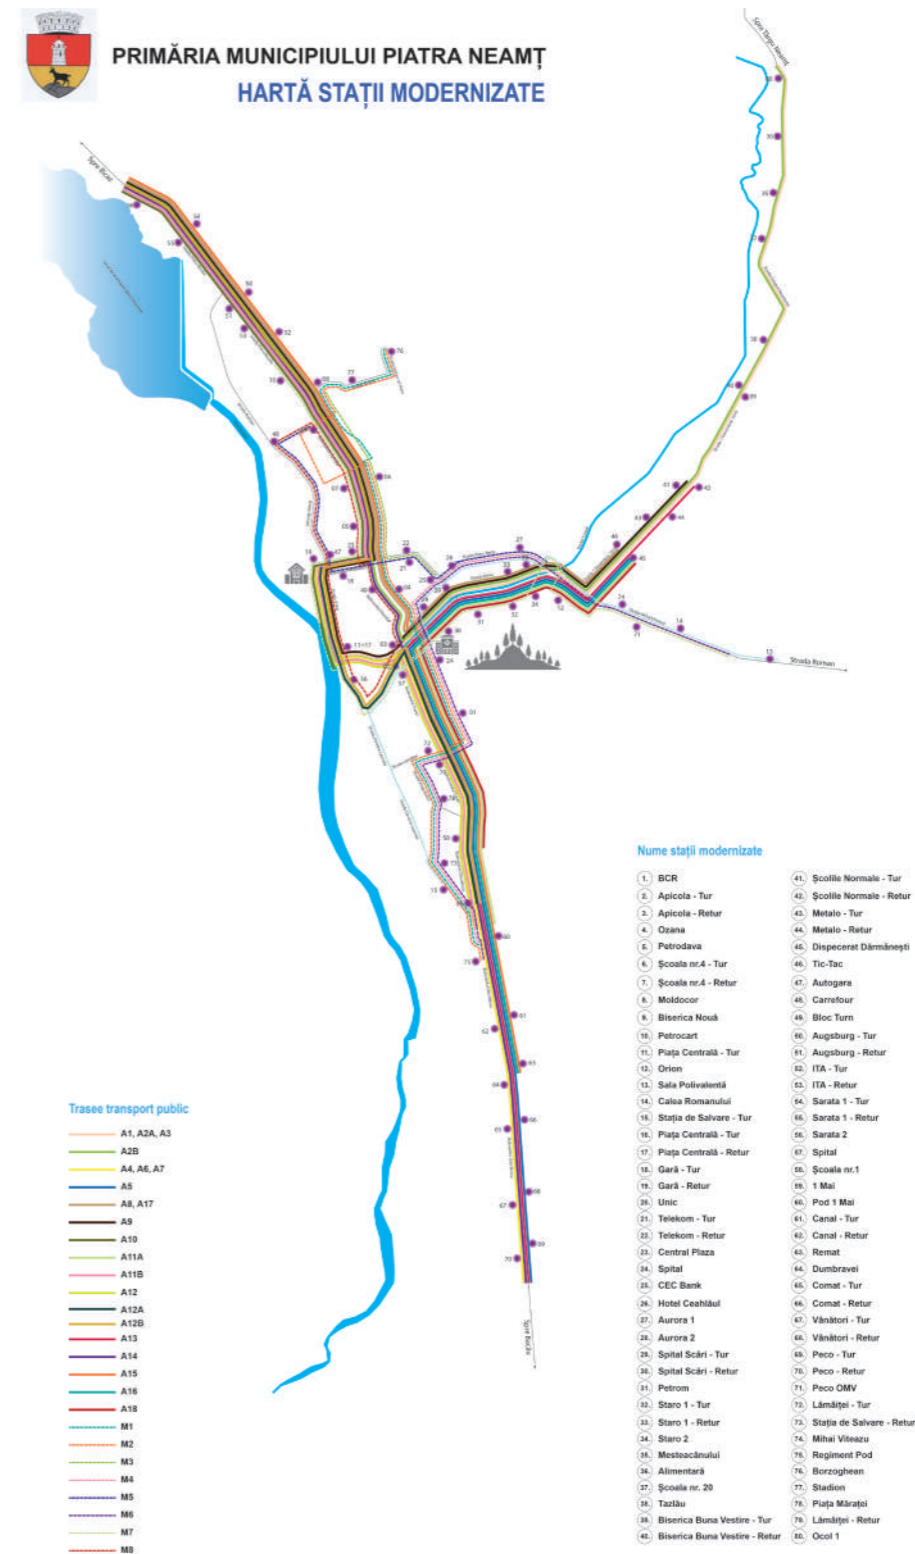 PRIMĂRIA MUNICIPIULUI PIATRA NEAMȚ
HARTĂ STAȚII MODERNIZATE
Spre Târgu Neamț
Spre Bicaz
Strada Roman
Spre Bacău
Nume stații modernizate
1. BCR
2. Apicola - Tur
3. Apicola - Retur
4. Ozana
5. Petrodava
6. Școala nr.4 - Tur
7. Școala nr.4 - Retur
8. Moldocor
9. Biserica Nouă
10. Petrocart
11. Piața Centrală - Tur
12. Orion
13. Sala Polivalentă
14. Calea Romanului
15. Stația de Salvare - Tur
16. Piața Centrală - Tur
17. Piața Centrală - Retur
18. Gară - Tur
19. Gară - Retur
20. Unic
21. Telekom - Tur
22. Telekom - Retur
23. Central Plaza
24. Spital
25. CEC Bank
26. Hotel Ceahlăul
27. Aurora 1
28. Aurora 2
29. Spital Scări - Tur
30. Spital Scări - Retur
31. Petrom
32. Staro 1 - Tur
33. Staro 1 - Retur
34. Staro 2
35. Mesteacănului
36. Alimentară
37. Școala nr. 20
38. Tazlău
39. Biserica Buna Vestire - Tur
40. Biserica Buna Vestire - Retur
41. Școlile Normale - Tur
42. Școlile Normale - Retur
43. Metalo - Tur
44. Metalo - Retur
45. Dispecerat Dărmănești
46. Tic-Tac
47. Autogara
48. Carrefour
49. Bloc Turn
50. Augsburg - Tur
51. Augsburg - Retur
52. ITA - Tur
53. ITA - Retur
54. Sarata 1 - Tur
55. Sarata 1 - Retur
56. Sarata 2
57. Spital
58. Școala nr.1
59. 1 Mai
60. Pod 1 Mai
61. Canal - Tur
62. Canal - Retur
63. Remat
64. Dumbravei
65. Comat - Tur
66. Comat - Retur
67. Vânători - Tur
68. Vânători - Retur
69. Peco - Tur
70. Peco - Retur
71. Peco OMV
72. Lămâiței - Tur
73. Stația de Salvare - Retur
74. Mihai Viteazu
75. Regiment Pod
76. Borzoghean
77. Stadion
78. Piața Mărăței
79. Lămâiței - Retur
80. Ocol 1
Trasee transport public
A1, A2A, A3
A2B
A4, A6, A7
A5
A8, A17
A9
A10
A11A
A11B
A12
A12A
A12B
A13
A14
A15
A16
A18
M1
M2
M3
M4
M5
M6
M7
M8